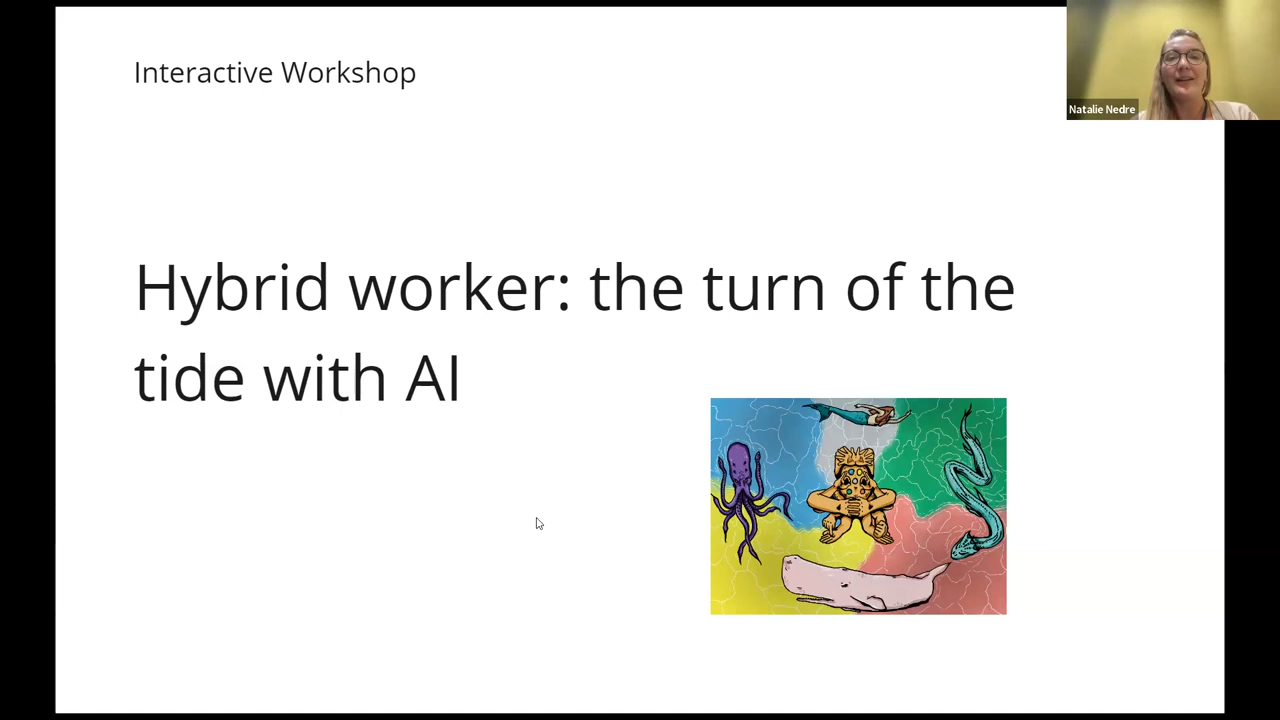 Interactive Workshop
Natalie Nedre
Hybrid worker: the turn of the
tide with AI